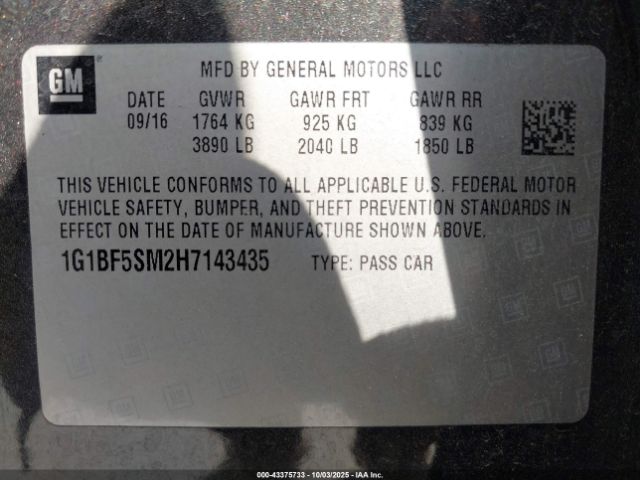 GM
MFD BY GENERAL MOTORS LLC
DATE GVWR GAWR FRT GAWR RR
09/16 1764 KG 925 KG 839 KG
3890 LB 2040 LB 1850 LB
THIS VEHICLE CONFORMS TO ALL APPLICABLE U.S. FEDERAL MOTOR
VEHICLE SAFETY, BUMPER, AND THEFT PREVENTION STANDARDS IN
EFFECT ON THE DATE OF MANUFACTURE SHOWN ABOVE.
1G1BF5SM2H7143435 TYPE: PASS CAR
000-43375733 - 10/03/2025 - IAA Inc.